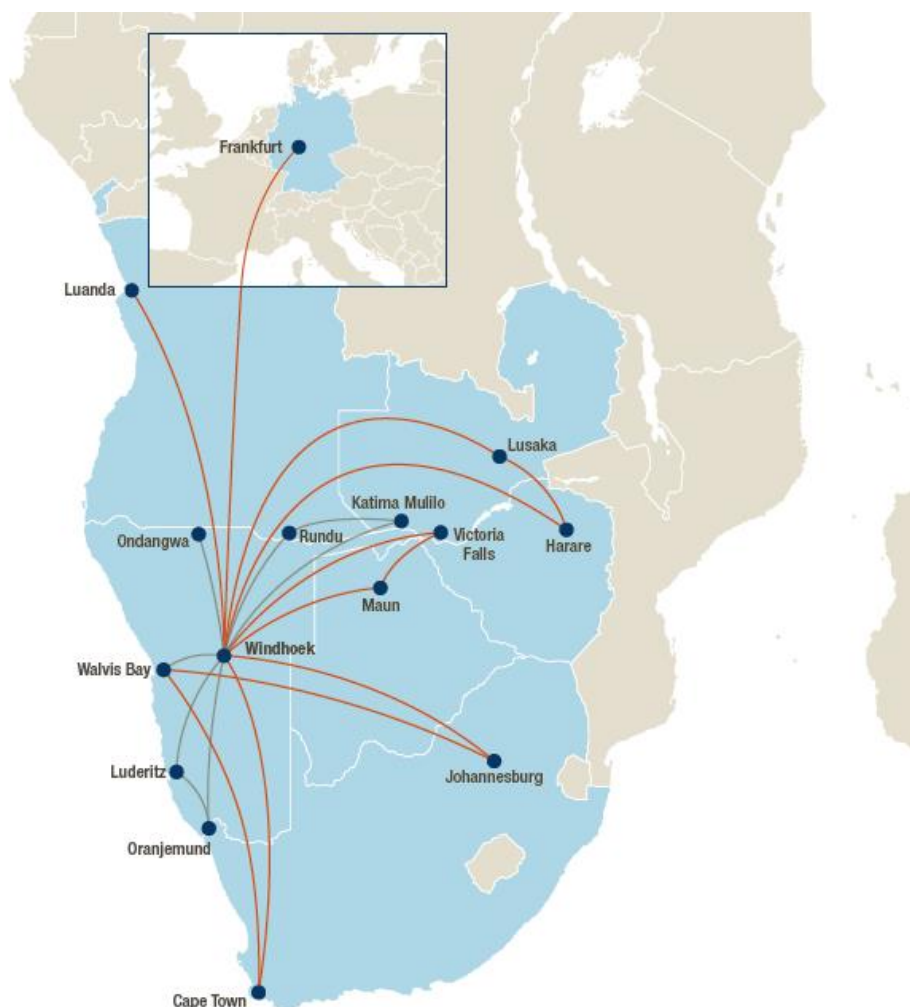 Frankfurt
Luanda
Lusaka
Katima Mulilo
Ondangwa
Rundu
Victoria
Falls
Harare
Maun
Windhoek
Walvis Bay
Luderitz
Johannesburg
Oranjemund
Cape Town